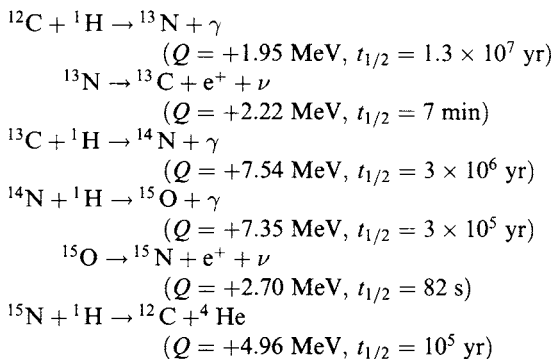 ¹²C + ¹H → ¹³N + γ
(Q = +1.95 MeV, t₁/₂ = 1.3 × 10⁷ yr)
¹³N → ¹³C + e⁺ + ν
(Q = +2.22 MeV, t₁/₂ = 7 min)
¹³C + ¹H → ¹⁴N + γ
(Q = +7.54 MeV, t₁/₂ = 3 × 10⁶ yr)
¹⁴N + ¹H → ¹⁵O + γ
(Q = +7.35 MeV, t₁/₂ = 3 × 10⁵ yr)
¹⁵O → ¹⁵N + e⁺ + ν
(Q = +2.70 MeV, t₁/₂ = 82 s)
¹⁵N + ¹H → ¹²C + ⁴He
(Q = +4.96 MeV, t₁/₂ = 10⁵ yr)